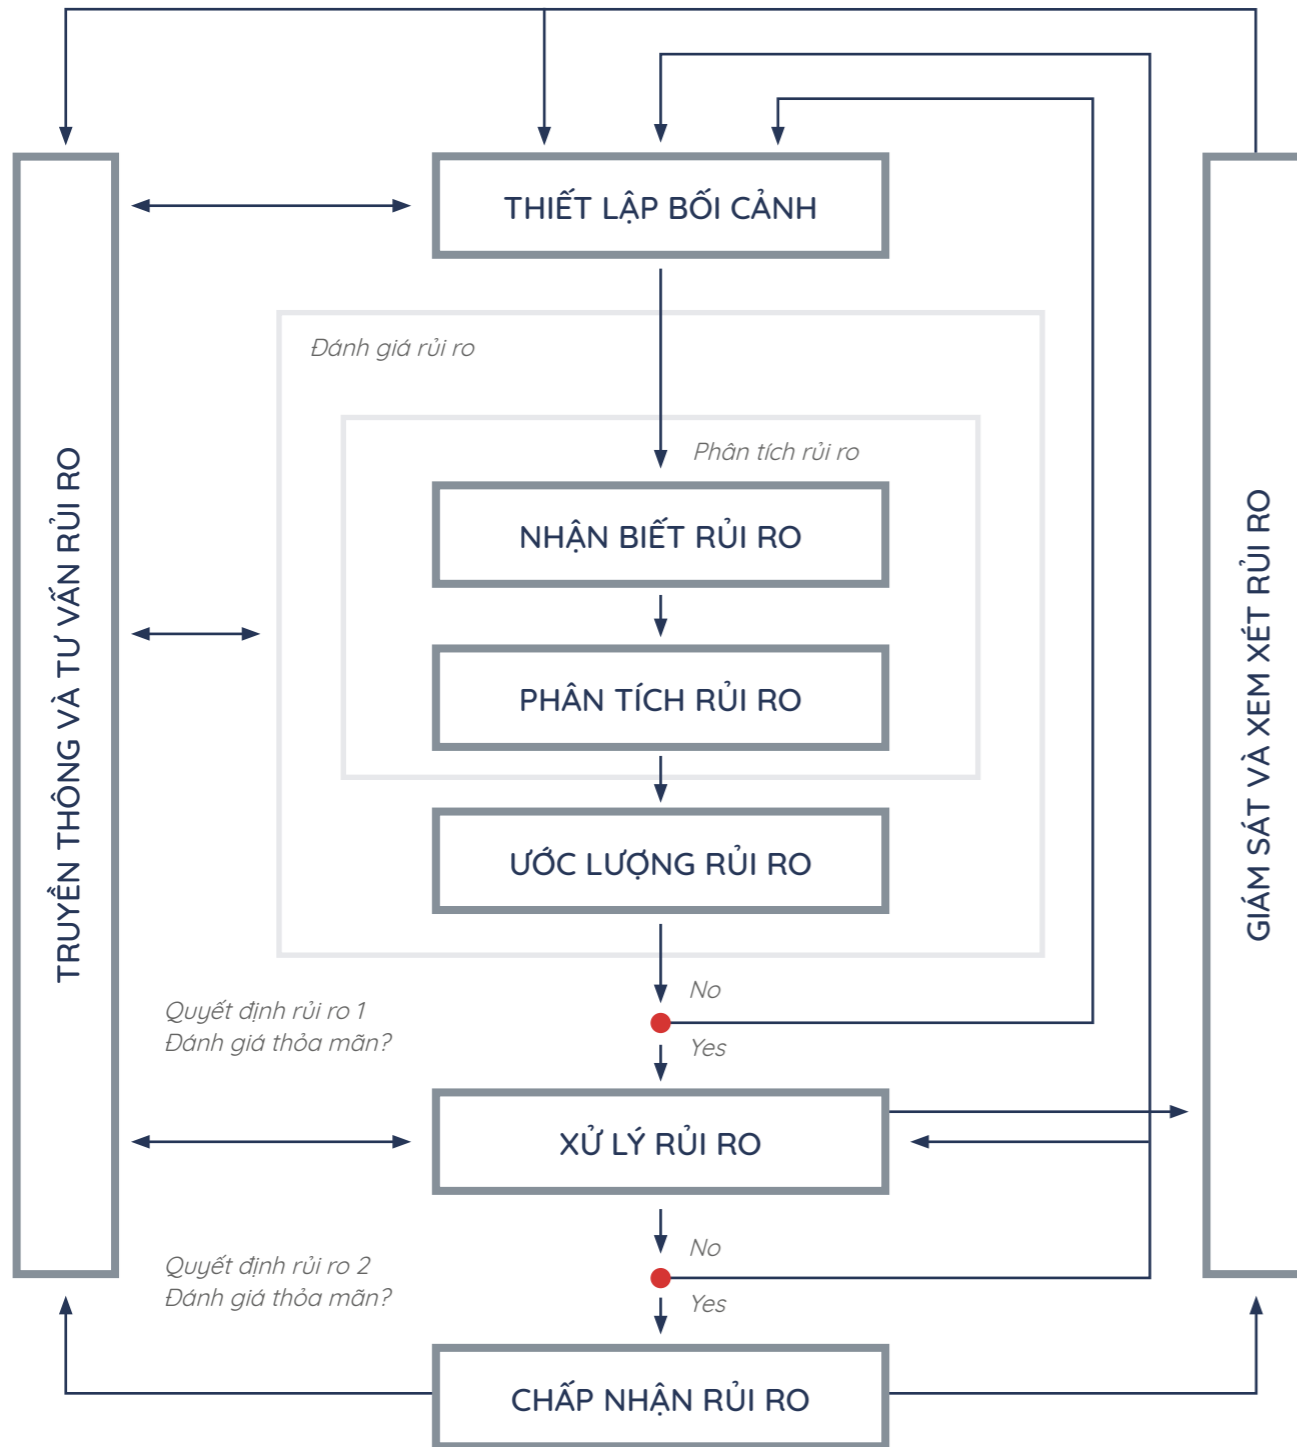 THIẾT LẬP BỐI CẢNH
Đánh giá rủi ro
Phân tích rủi ro
NHẬN BIẾT RỦI RO
PHÂN TÍCH RỦI RO
ƯỚC LƯỢNG RỦI RO
TRUYỀN THÔNG VÀ TƯ VẤN RỦI RO
GIÁM SÁT VÀ XEM XÉT RỦI RO
No
Quyết định rủi ro 1
Đánh giá thỏa mãn?
Yes
XỬ LÝ RỦI RO
No
Quyết định rủi ro 2
Đánh giá thỏa mãn?
Yes
CHẤP NHẬN RỦI RO